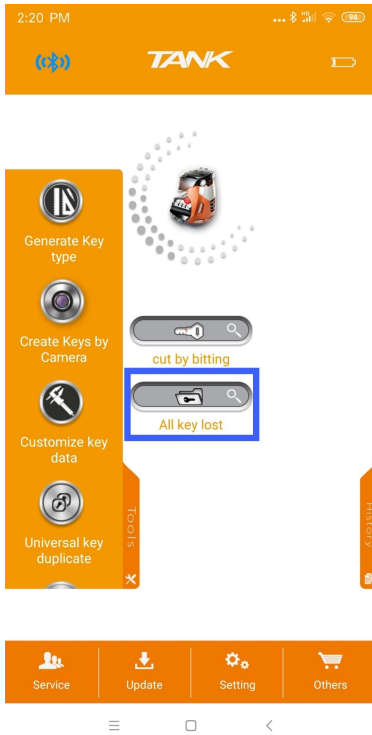 2:20 PM
HD
94
TANK
Generate Key
type
Create Keys by
Camera
cut by bitting
All key lost
Customize key
data
Universal key
duplicate
Tools
History
Service
Update
Setting
Others